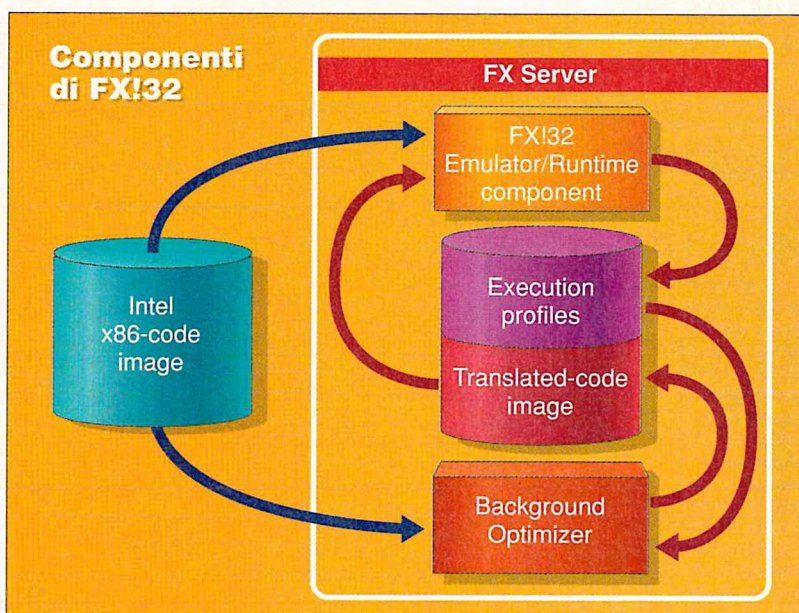 Componenti
di FX!32
FX Server
FX!32
Emulator/Runtime
component
Intel
x86-code
image
Execution
profiles
Translated-code
image
Background
Optimizer